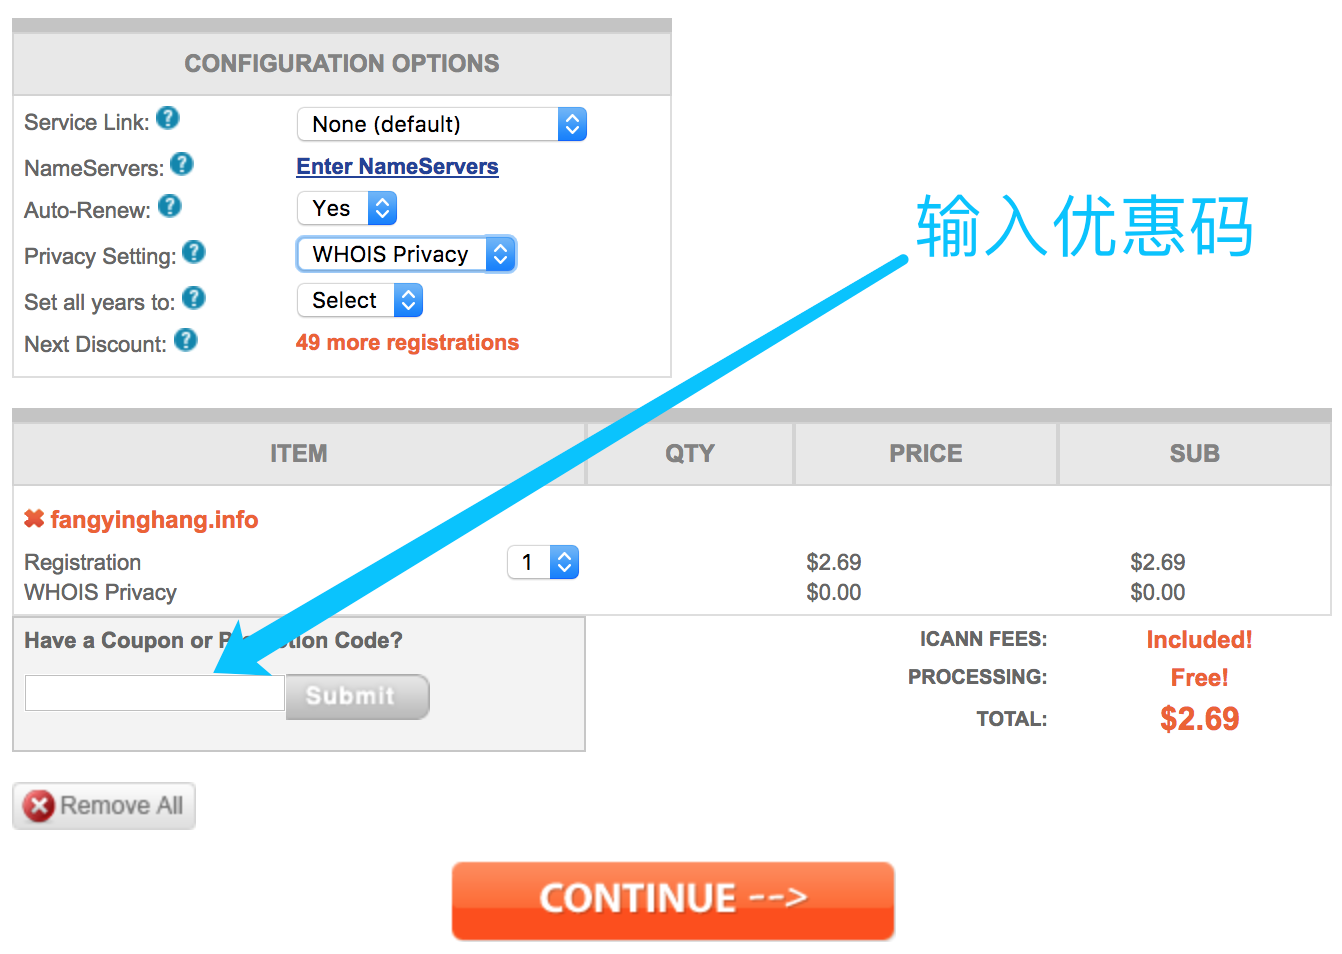 CONFIGURATION OPTIONS
Service Link: ? None (default)
NameServers: ? Enter NameServers
Auto-Renew: ? Yes
Privacy Setting: ? WHOIS Privacy
Set all years to: ? Select
Next Discount: ? 49 more registrations
输入优惠码
ITEM QTY PRICE SUB
fangyinghang.info
Registration 1 $2.69 $2.69
WHOIS Privacy $0.00 $0.00
Have a Coupon or Code?
Submit
ICANN FEES: Included!
PROCESSING: Free!
TOTAL: $2.69
Remove All
CONTINUE -->